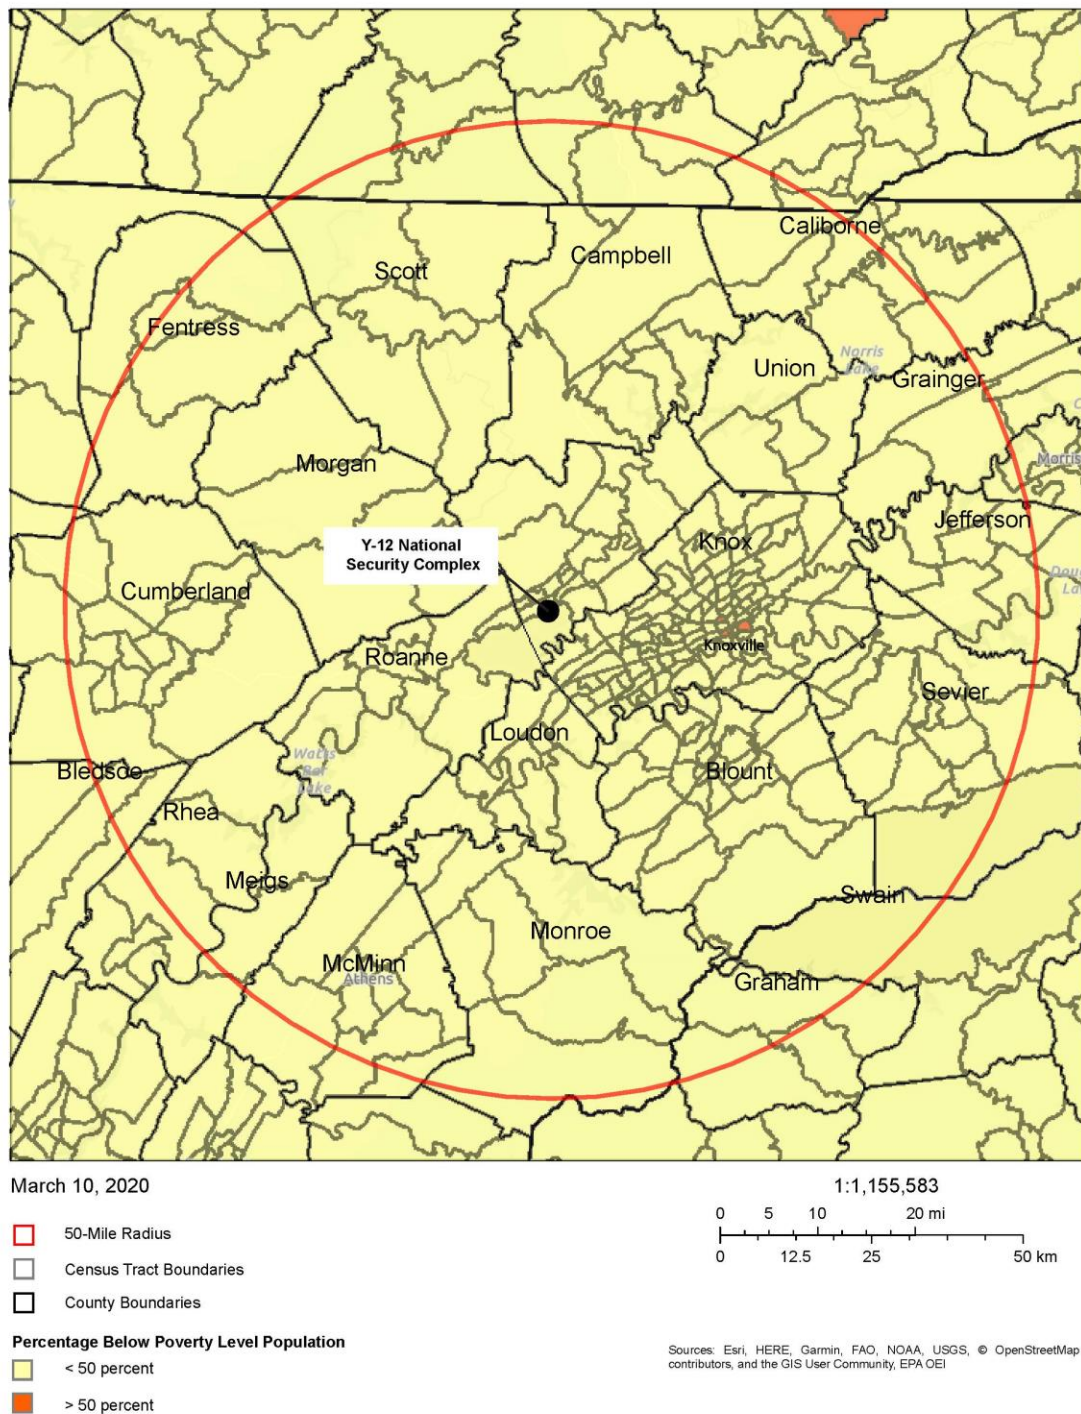 Caliborne
Campbell
Scott
Fentress
Norris
Lake
Union
Grainger
Morgan
Morris
Jefferson
Knox
Y-12 National
Security Complex
Cumberland
Knoxville
Roanne
Sevier
Loudon
Watts
Bar
Lake
Bledsoe
Blount
Rhea
Meigs
Swain
Monroe
McMinn
Athens
Graham
March 10, 2020
1:1,155,583
0 5 10 20 mi
0 12.5 25 50 km
50-Mile Radius
Census Tract Boundaries
County Boundaries
Percentage Below Poverty Level Population
< 50 percent
> 50 percent
Sources: Esri, HERE, Garmin, FAO, NOAA, USGS, © OpenStreetMap
contributors, and the GIS User Community, EPA OEI